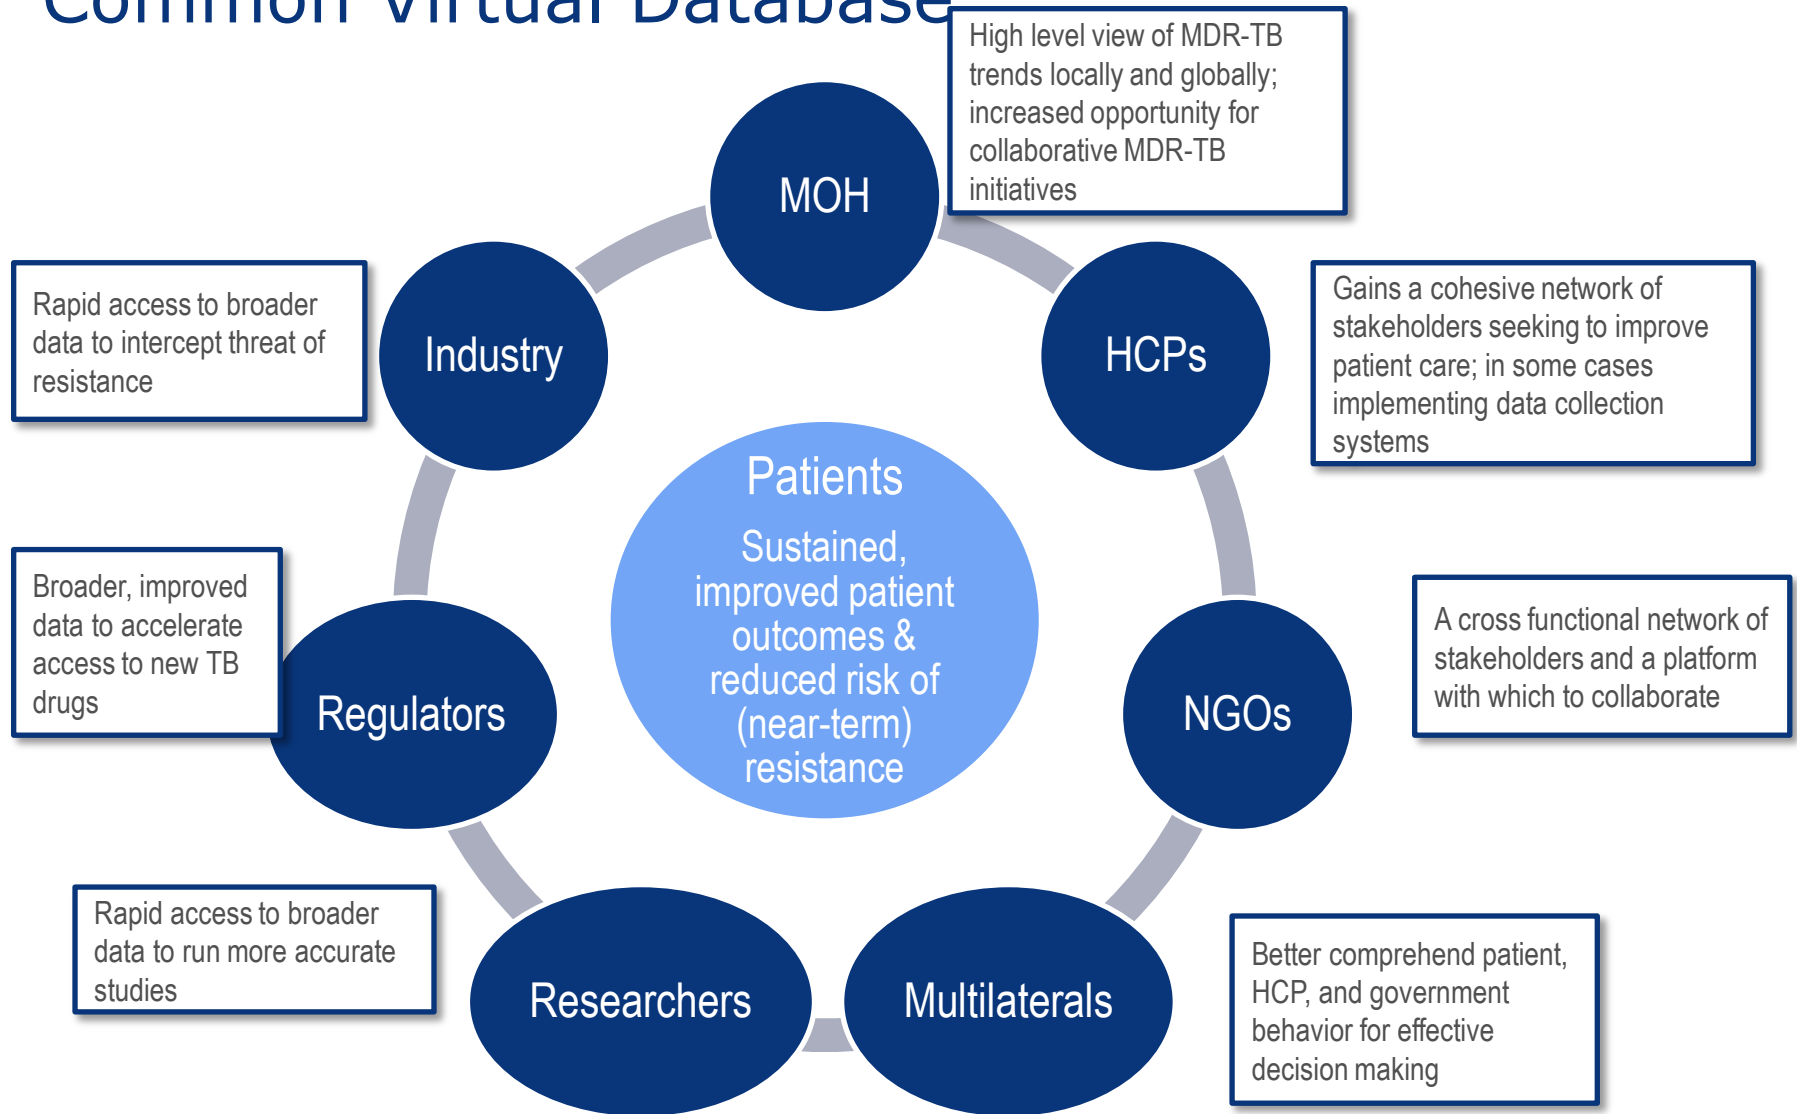 Common Virtual Database
High level view of MDR-TB
trends locally and globally;
increased opportunity for
collaborative MDR-TB
initiatives
MOH
Industry
Rapid access to broader
data to intercept threat of
resistance
HCPs
Gains a cohesive network of
stakeholders seeking to improve
patient care; in some cases
implementing data collection
systems
Patients
Sustained,
improved patient
outcomes &
reduced risk of
(near-term)
resistance
Broader, improved
data to accelerate
access to new TB
drugs
Regulators
NGOs
A cross functional network of
stakeholders and a platform
with which to collaborate
Rapid access to broader
data to run more accurate
studies
Researchers
Multilaterals
Better comprehend patient,
HCP, and government
behavior for effective
decision making